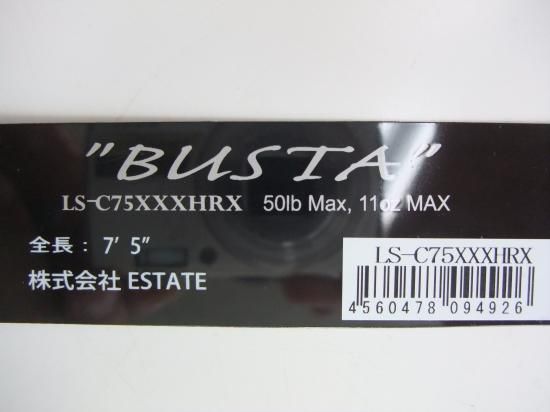 "BUSTA"
LS-C75XXXHRX 50lb Max, 11oz MAX
全長： 7' 5"
株式会社 ESTATE
LS-C75XXXHRX
4560478 094926